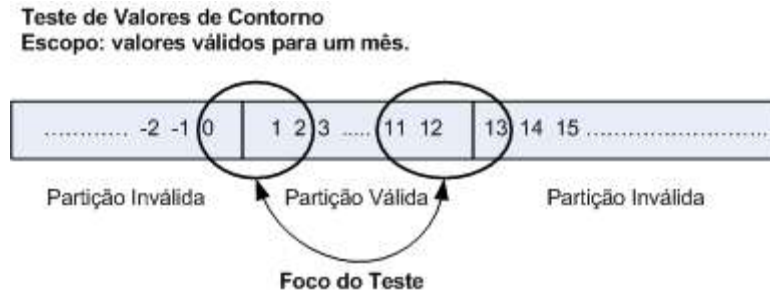 Teste de Valores de Contorno
Escopo: valores válidos para um mês.
............ -2 -1 0 1 2 3 ..... 11 12 13 14 15 ..........................
Partição Inválida Partição Válida Partição Inválida
Foco do Teste